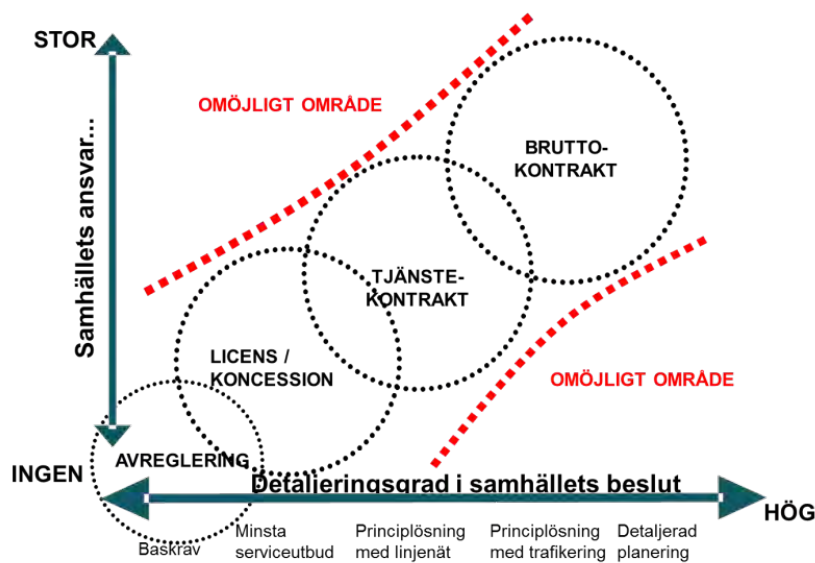 STOR
OMÖJLIGT OMRÅDE
BRUTTO-
KONTRAKT
Samhällets ansvar...
TJÄNSTE-
KONTRAKT
LICENS /
KONCESSION
OMÖJLIGT OMRÅDE
INGEN
AVREGLERING
Detaljeringsgrad i samhällets beslut
HÖG
Baskrav
Minsta
serviceutbud
Principlösning
med linjenät
Principlösning
med trafikering
Detaljerad
planering